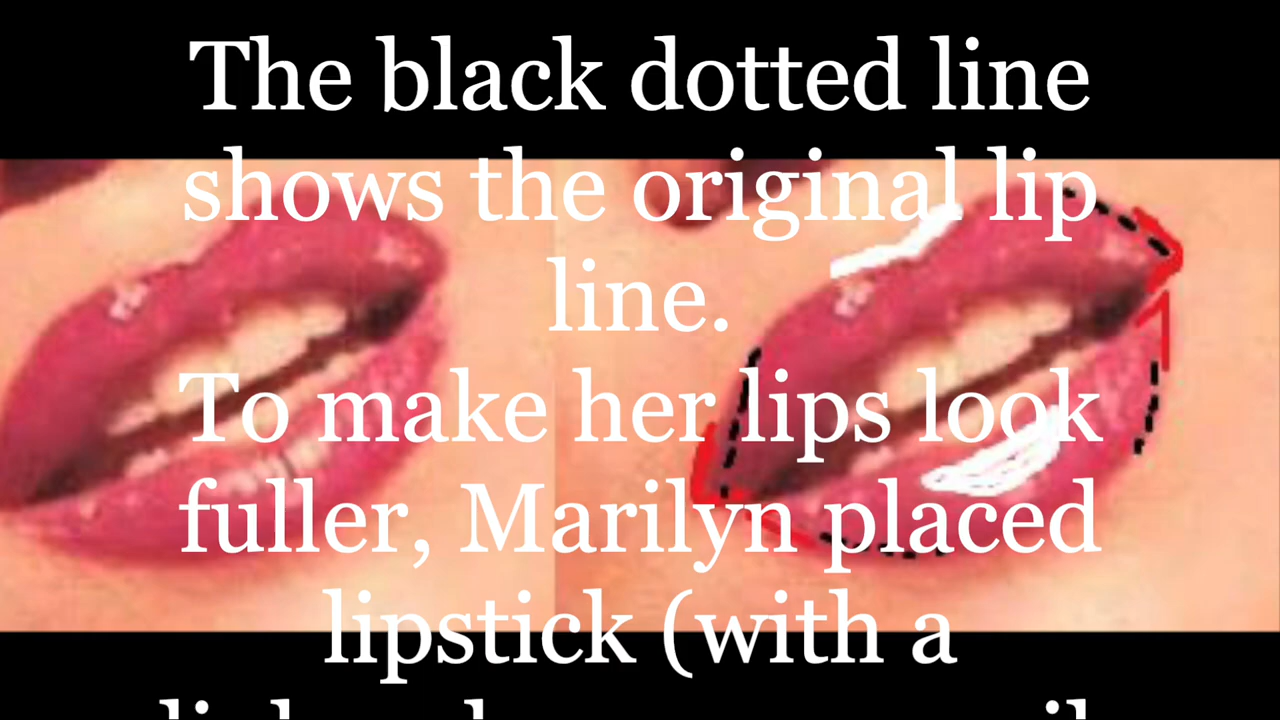 The black dotted line
shows the original lip
line.
To make her lips look
fuller, Marilyn placed
lipstick (with a